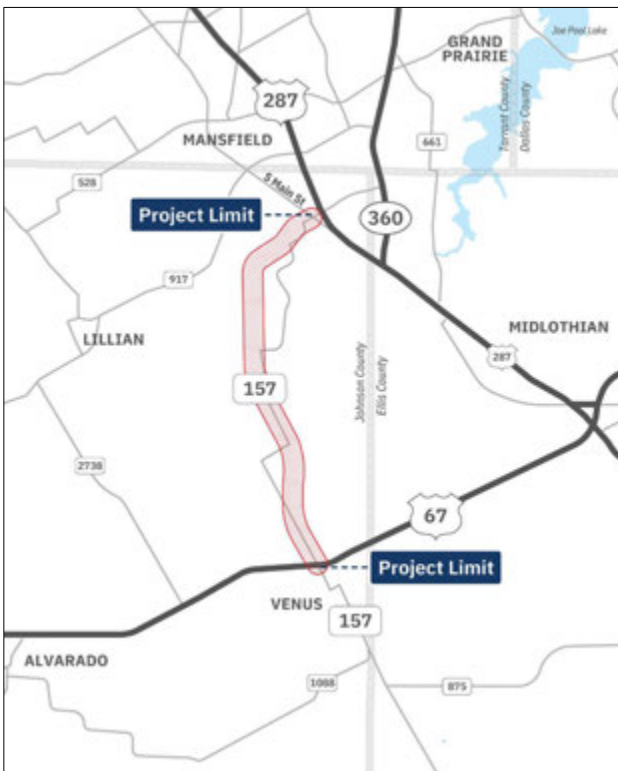 Joe Pool Lake
GRAND
PRAIRIE
Tarrant County
Dallas County
287
MANSFIELD
661
528
S Main St
Project Limit
360
917
LILLIAN
MIDLOTHIAN
287
Johnson County
Ellis County
157
2738
67
Project Limit
VENUS
157
ALVARADO
1088
875